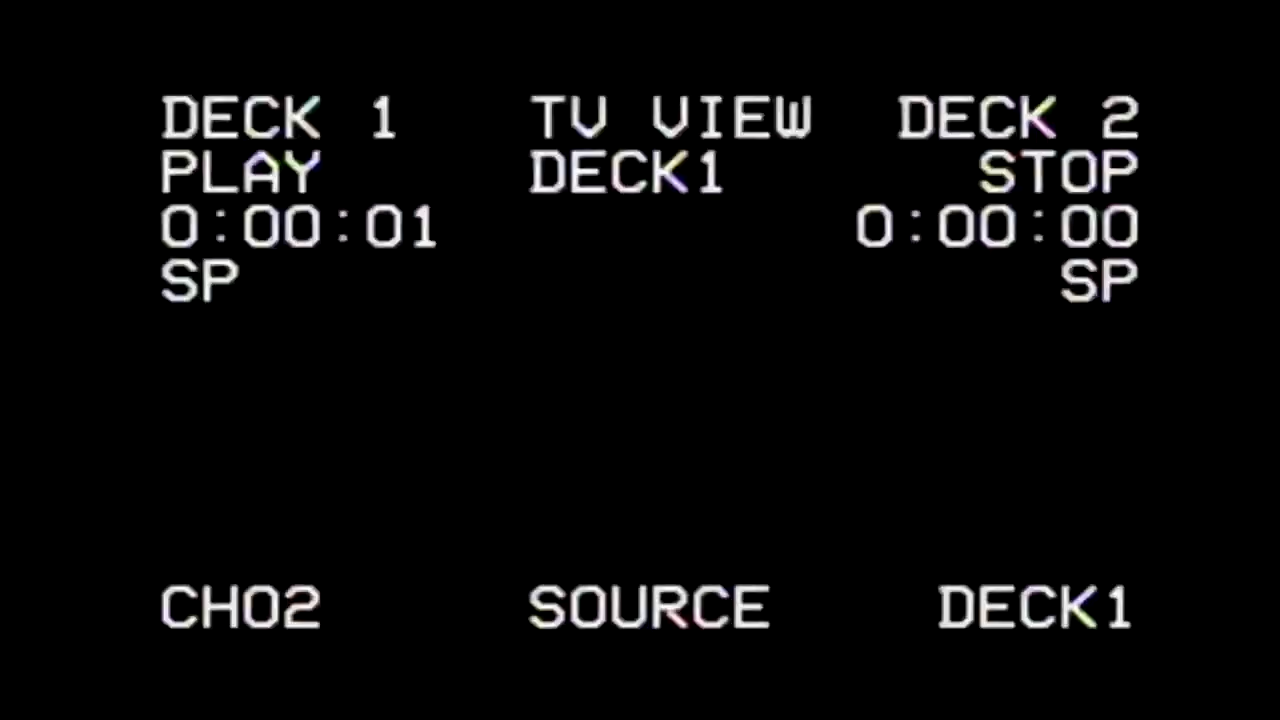 DECK 1 TV VIEW DECK 2
PLAY DECK1 STOP
0:00:01 0:00:00
SP SP
CH02 SOURCE DECK1